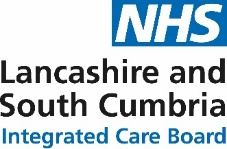 NHS
Lancashire and
South Cumbria
Integrated Care Board